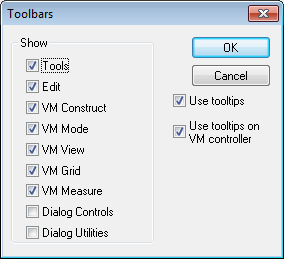 Toolbars
Show
Tools
Edit
VM Construct
VM Mode
VM View
VM Grid
VM Measure
Dialog Controls
Dialog Utilities
OK
Cancel
Use tooltips
Use tooltips on
VM controller